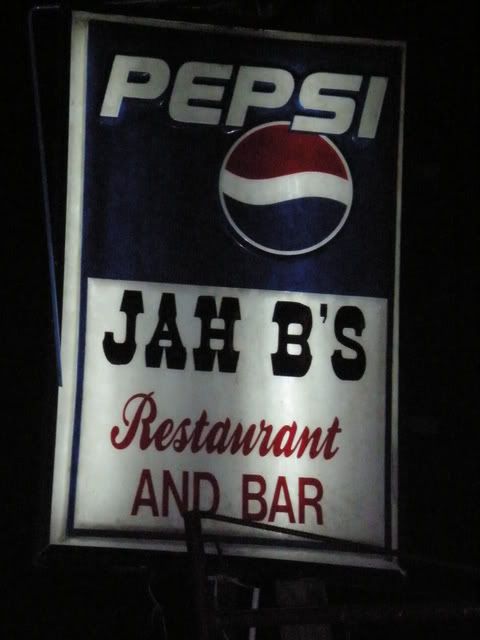 PEPSI
JAH B'S
Restaurant
AND BAR